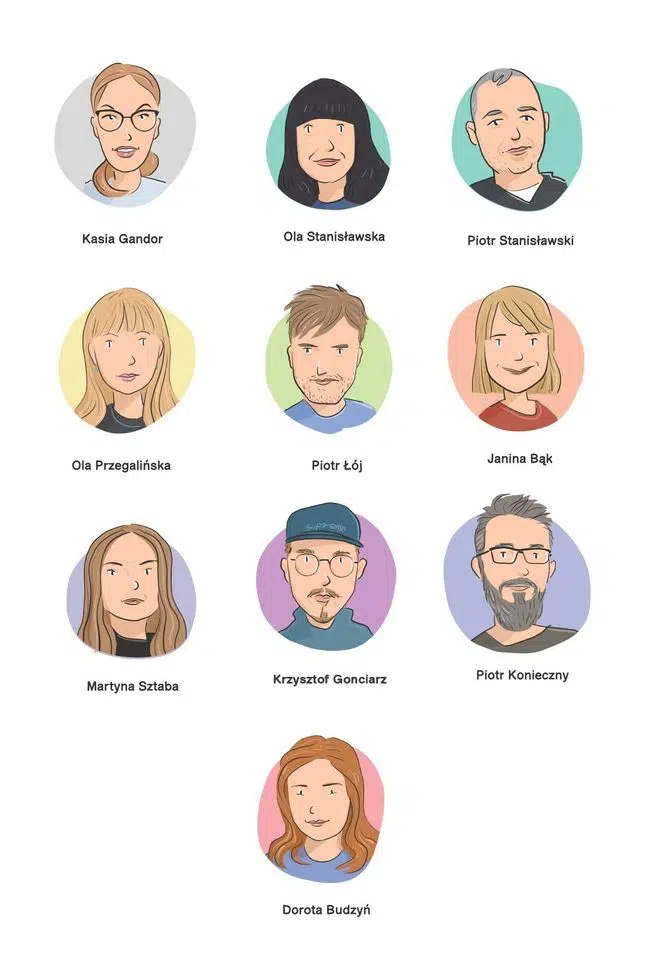 Kasia Gandor
Ola Stanisławska
Piotr Stanisławski
Ola Przegalińska
Piotr Łój
Janina Bąk
Supreme
Martyna Sztaba
Krzysztof Gonciarz
Piotr Konieczny
Dorota Budzyń